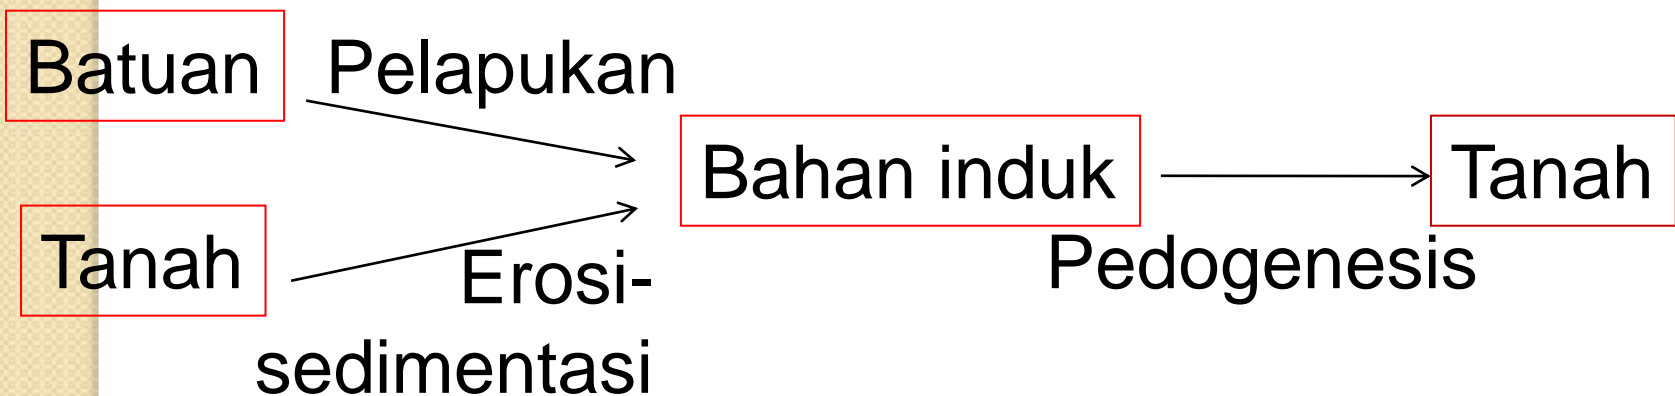 Batuan Pelapukan
Bahan induk Tanah
Tanah Erosi-
sedimentasi
Pedogenesis